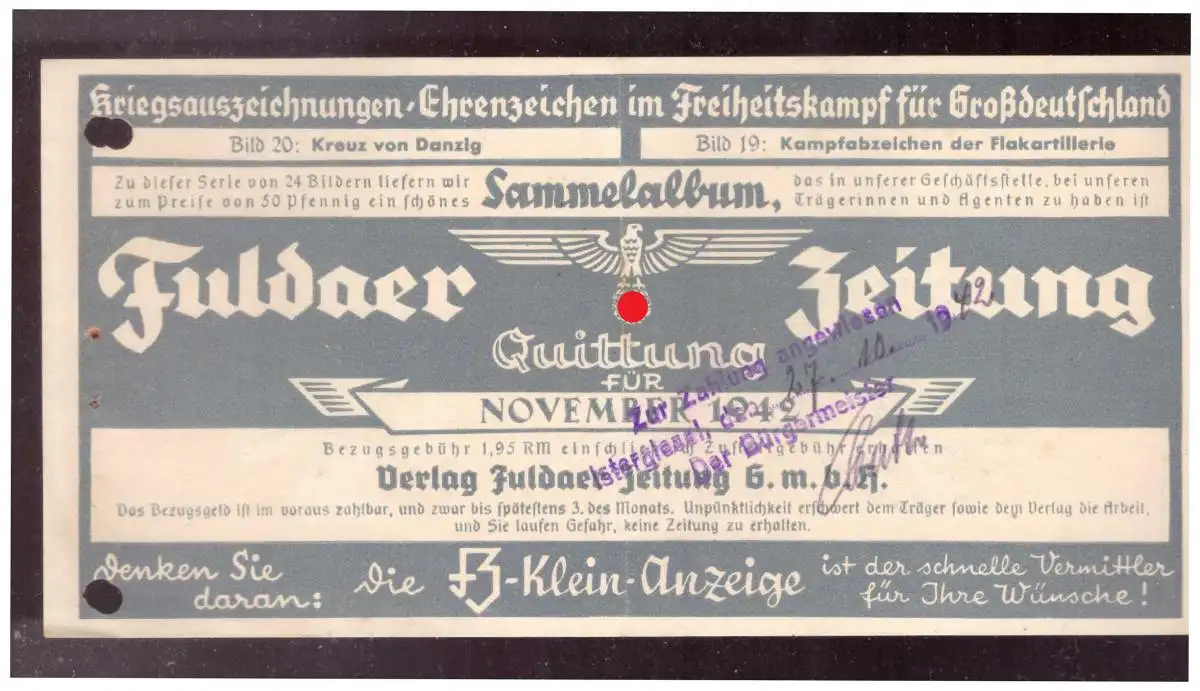 Kriegsauszeichnungen-Ehrenzeichen im Freiheitskampf für Großdeutschland
Bild 20: Kreuz von Danzig
Bild 19: Kampfabzeichen der Flakartillerie
Zu dieser Serie von 24 Bildern liefern wir
zum Preise von 50 Pfennig ein schönes
Sammelalbum,
das in unserer Geschäftsstelle, bei unseren
Trägerinnen und Agenten zu haben ist
Fuldaer Zeitung
Quittung
FÜR
NOVEMBER 1942
Zur Zahlung angewiesen
den 27. 10. 1942
Der Bürgermeister
Bezugsgebühr 1,95 RM einschließlich Zustellgebühr erhalten
Verlag Fuldaer Zeitung G. m. b. H.
Das Bezugsgeld ist im voraus zahlbar, und zwar bis spätestens 3. des Monats. Unpünktlichkeit erschwert dem Träger sowie dem Verlag die Arbeit,
und Sie laufen Gefahr, keine Zeitung zu erhalten.
Denken Sie
daran:
Die FZ-Klein-Anzeige
ist der schnelle Vermittler
für Ihre Wünsche!